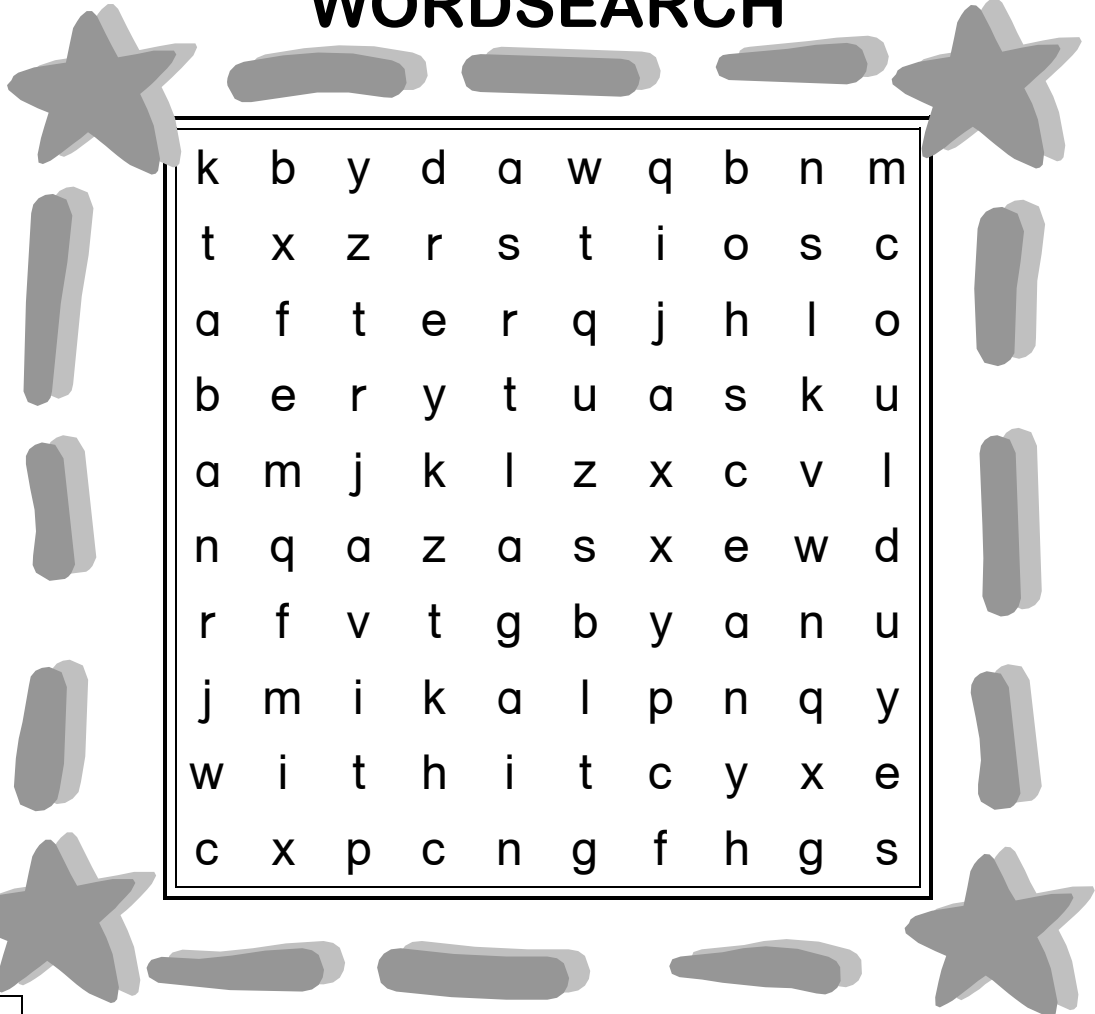 WORDSEARCH
k b y d a w q b n m
t x z r s t i o s c
a f t e r q j h l o
b e r y t u a s k u
a m j k l z x c v l
n q a z a s x e w d
r f v t g b y a n u
j m i k a l p n q y
w i t h i t c y x e
c x p c n g f h g s